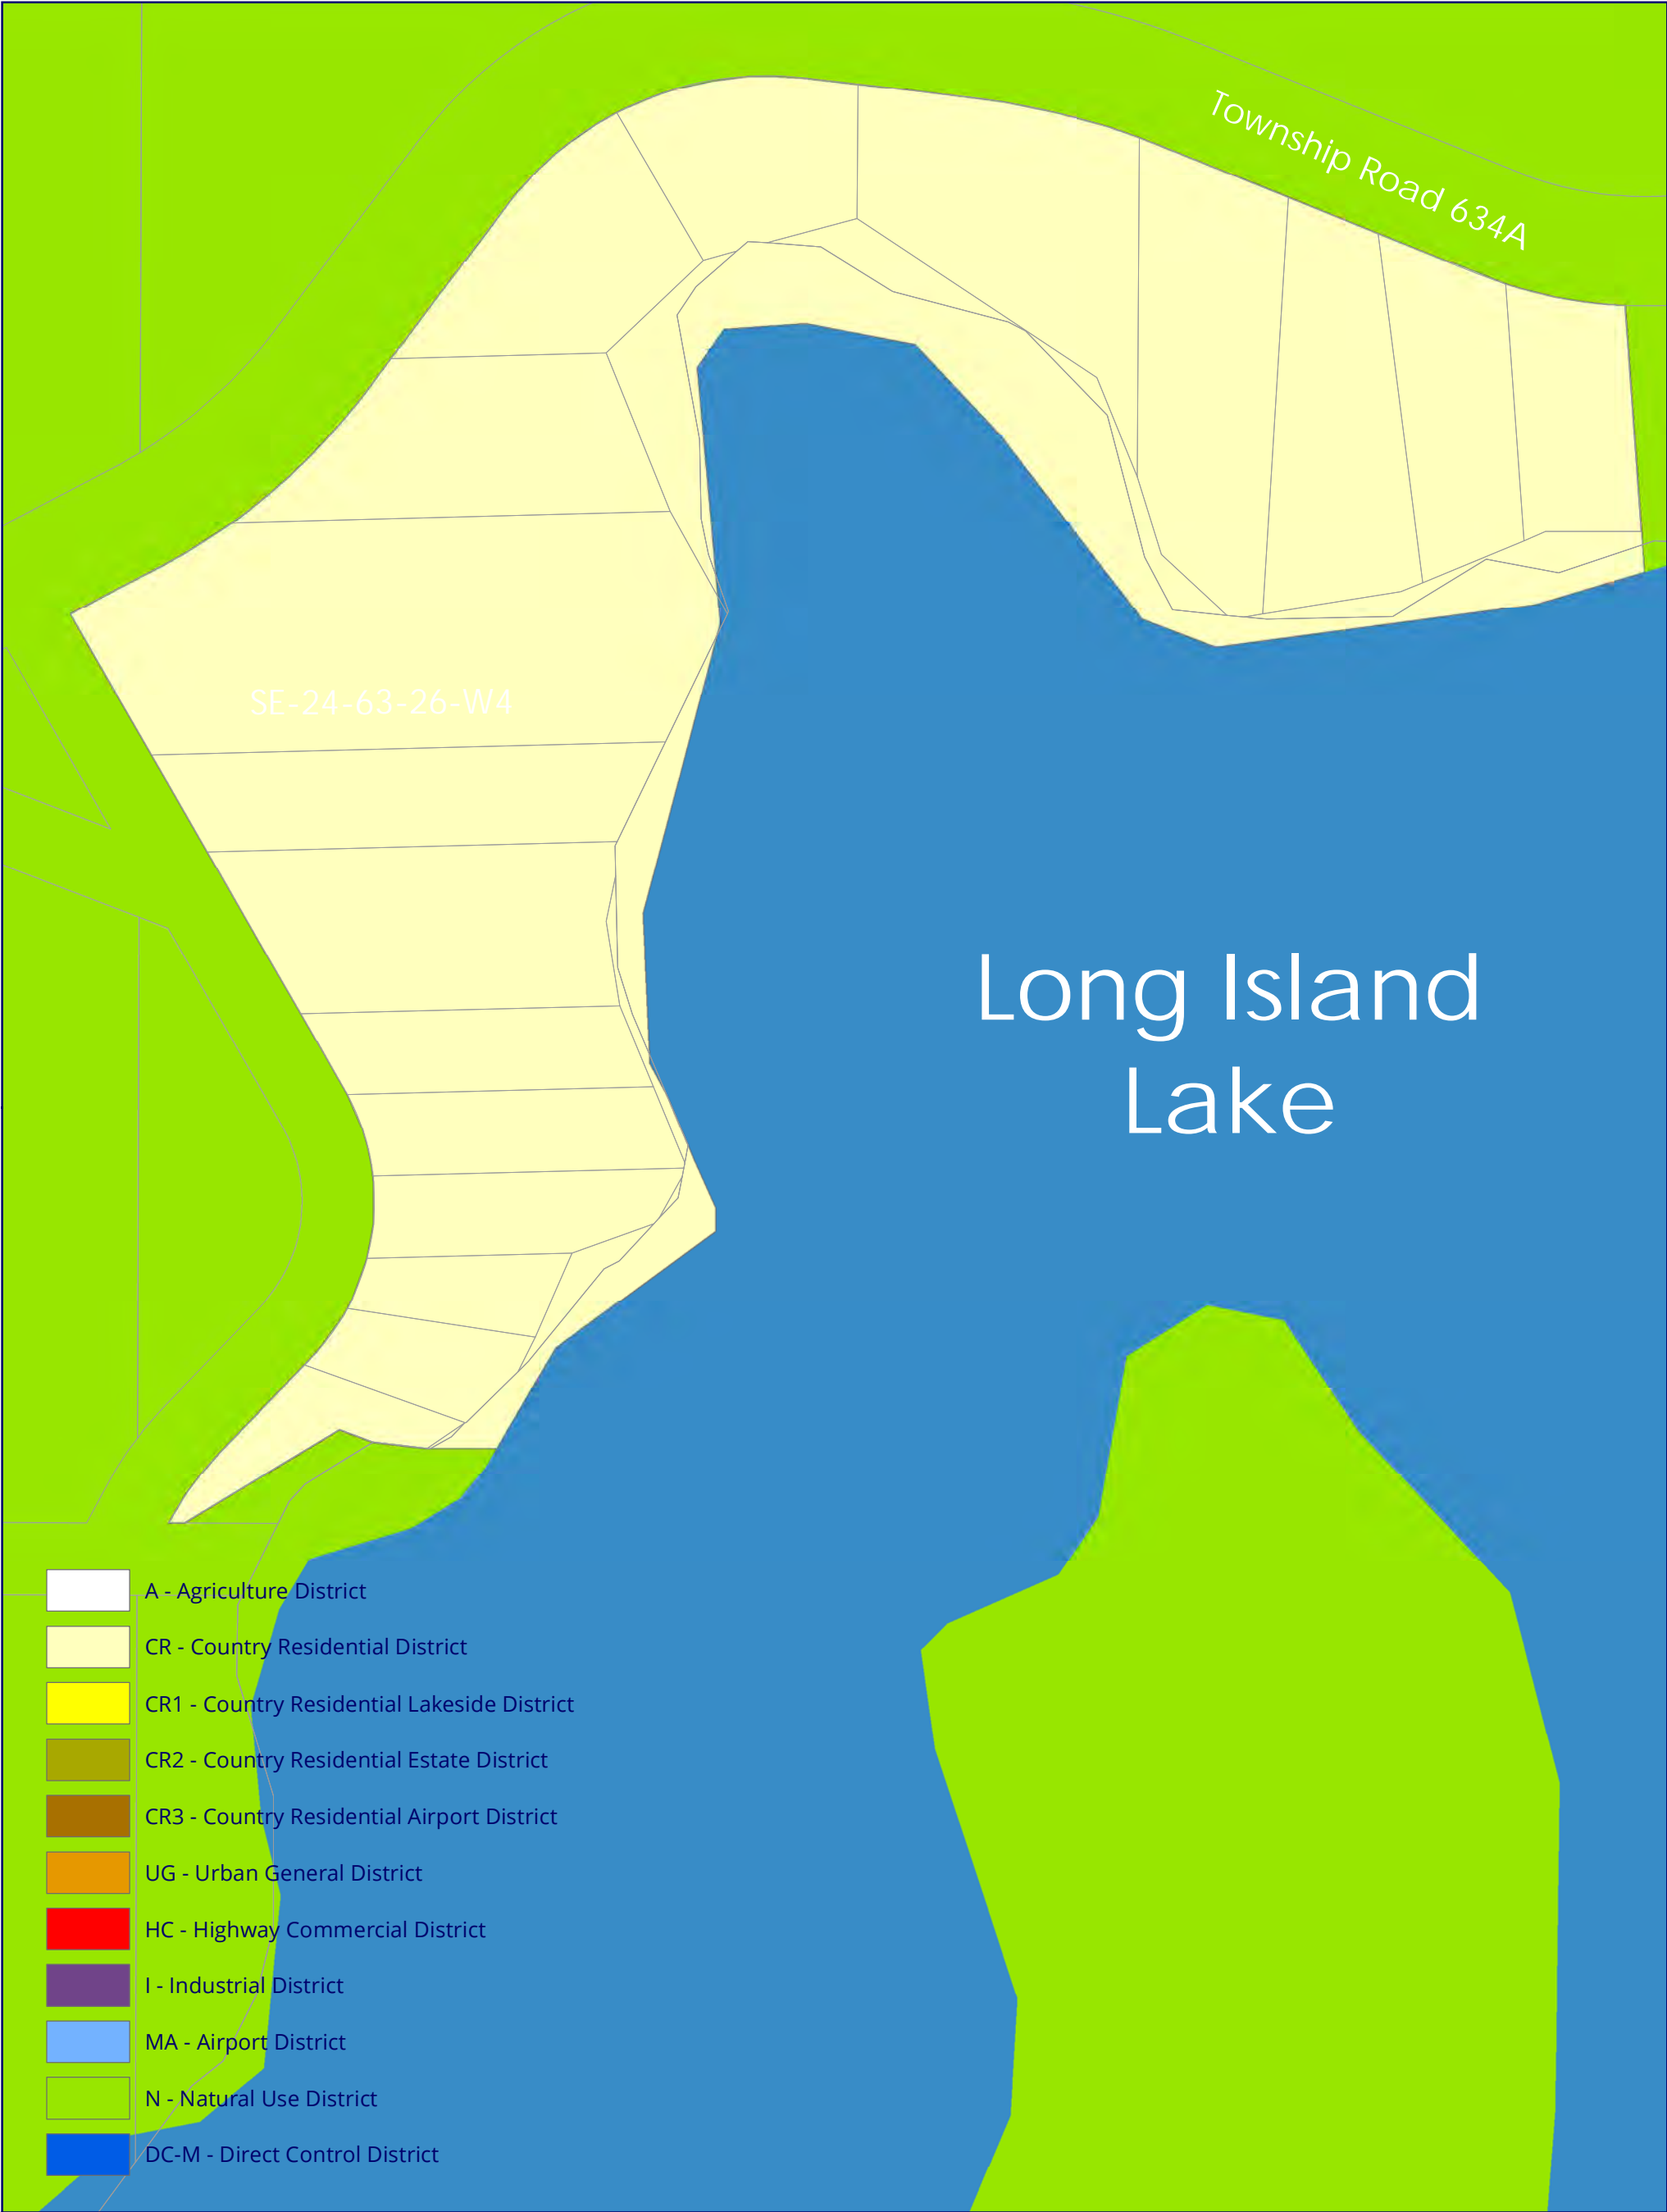 Township Road 634A
SE-24-63-26-W4
Long Island
Lake
A - Agriculture District
CR - Country Residential District
CR1 - Country Residential Lakeside District
CR2 - Country Residential Estate District
CR3 - Country Residential Airport District
UG - Urban General District
HC - Highway Commercial District
I - Industrial District
MA - Airport District
N - Natural Use District
DC-M - Direct Control District